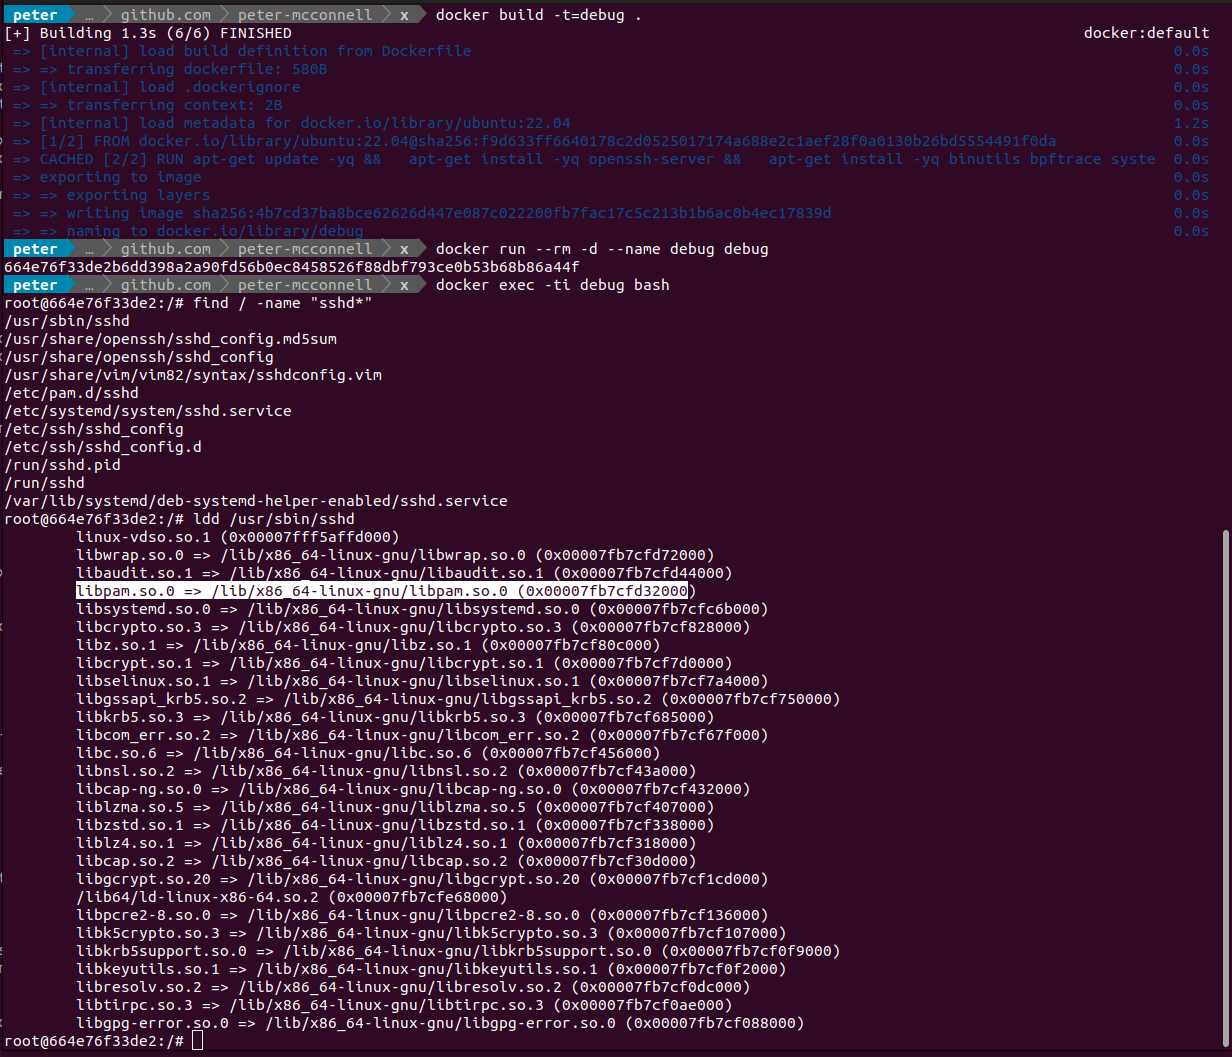 peter … github.com peter-mcconnell x docker build -t=debug .
[+] Building 1.3s (6/6) FINISHED docker:default
=> [internal] load build definition from Dockerfile 0.0s
=> => transferring dockerfile: 580B 0.0s
=> [internal] load .dockerignore 0.0s
=> => transferring context: 2B 0.0s
=> [internal] load metadata for docker.io/library/ubuntu:22.04 1.2s
=> [1/2] FROM docker.io/library/ubuntu:22.04@sha256:f9d633ff6640178c2d0525017174a688e2c1aef28f0a0130b26bd5554491f0da 0.0s
=> CACHED [2/2] RUN apt-get update -yq && apt-get install -yq openssh-server && apt-get install -yq binutils bpftrace syste 0.0s
=> exporting to image 0.0s
=> => exporting layers 0.0s
=> => writing image sha256:4b7cd37ba8bce62626d447e087c022200fb7fac17c5c213b1b6ac0b4ec17839d 0.0s
=> => naming to docker.io/library/debug 0.0s
peter … github.com peter-mcconnell x docker run --rm -d --name debug debug
664e76f33de2b6dd398a2a90fd56b0ec8458526f88dbf793ce0b53b68b86a44f
peter … github.com peter-mcconnell x docker exec -ti debug bash
root@664e76f33de2:/# find / -name "sshd*"
/usr/sbin/sshd
/usr/share/openssh/sshd_config.md5sum
/usr/share/openssh/sshd_config
/usr/share/vim/vim82/syntax/sshdconfig.vim
/etc/pam.d/sshd
/etc/systemd/system/sshd.service
/etc/ssh/sshd_config
/etc/ssh/sshd_config.d
/run/sshd.pid
/run/sshd
/var/lib/systemd/deb-systemd-helper-enabled/sshd.service
root@664e76f33de2:/# ldd /usr/sbin/sshd
linux-vdso.so.1 (0x00007fff5affd000)
libwrap.so.0 => /lib/x86_64-linux-gnu/libwrap.so.0 (0x00007fb7cfd72000)
libaudit.so.1 => /lib/x86_64-linux-gnu/libaudit.so.1 (0x00007fb7cfd44000)
libpam.so.0 => /lib/x86_64-linux-gnu/libpam.so.0 (0x00007fb7cfd32000)
libsystemd.so.0 => /lib/x86_64-linux-gnu/libsystemd.so.0 (0x00007fb7cfc6b000)
libcrypto.so.3 => /lib/x86_64-linux-gnu/libcrypto.so.3 (0x00007fb7cf828000)
libz.so.1 => /lib/x86_64-linux-gnu/libz.so.1 (0x00007fb7cf80c000)
libcrypt.so.1 => /lib/x86_64-linux-gnu/libcrypt.so.1 (0x00007fb7cf7d0000)
libselinux.so.1 => /lib/x86_64-linux-gnu/libselinux.so.1 (0x00007fb7cf7a4000)
libgssapi_krb5.so.2 => /lib/x86_64-linux-gnu/libgssapi_krb5.so.2 (0x00007fb7cf750000)
libkrb5.so.3 => /lib/x86_64-linux-gnu/libkrb5.so.3 (0x00007fb7cf685000)
libcom_err.so.2 => /lib/x86_64-linux-gnu/libcom_err.so.2 (0x00007fb7cf67f000)
libc.so.6 => /lib/x86_64-linux-gnu/libc.so.6 (0x00007fb7cf456000)
libnsl.so.2 => /lib/x86_64-linux-gnu/libnsl.so.2 (0x00007fb7cf43a000)
libcap-ng.so.0 => /lib/x86_64-linux-gnu/libcap-ng.so.0 (0x00007fb7cf432000)
liblzma.so.5 => /lib/x86_64-linux-gnu/liblzma.so.5 (0x00007fb7cf407000)
libzstd.so.1 => /lib/x86_64-linux-gnu/libzstd.so.1 (0x00007fb7cf338000)
liblz4.so.1 => /lib/x86_64-linux-gnu/liblz4.so.1 (0x00007fb7cf318000)
libcap.so.2 => /lib/x86_64-linux-gnu/libcap.so.2 (0x00007fb7cf30d000)
libgcrypt.so.20 => /lib/x86_64-linux-gnu/libgcrypt.so.20 (0x00007fb7cf1cd000)
/lib64/ld-linux-x86-64.so.2 (0x00007fb7cfe68000)
libpcre2-8.so.0 => /lib/x86_64-linux-gnu/libpcre2-8.so.0 (0x00007fb7cf136000)
libk5crypto.so.3 => /lib/x86_64-linux-gnu/libk5crypto.so.3 (0x00007fb7cf107000)
libkrb5support.so.0 => /lib/x86_64-linux-gnu/libkrb5support.so.0 (0x00007fb7cf0f9000)
libkeyutils.so.1 => /lib/x86_64-linux-gnu/libkeyutils.so.1 (0x00007fb7cf0f2000)
libresolv.so.2 => /lib/x86_64-linux-gnu/libresolv.so.2 (0x00007fb7cf0dc000)
libtirpc.so.3 => /lib/x86_64-linux-gnu/libtirpc.so.3 (0x00007fb7cf0ae000)
libgpg-error.so.0 => /lib/x86_64-linux-gnu/libgpg-error.so.0 (0x00007fb7cf088000)
root@664e76f33de2:/#